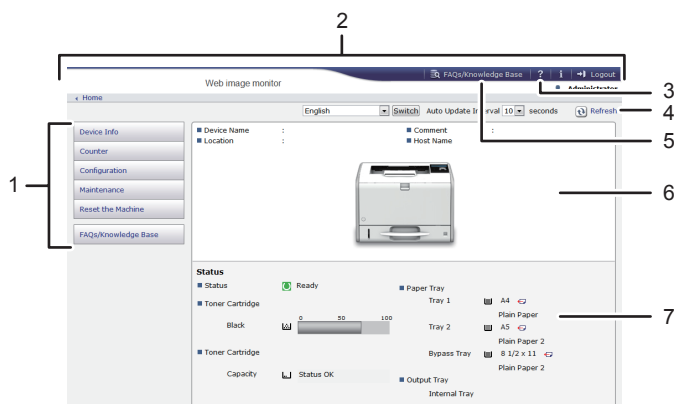 2
FAQs/Knowledge Base ? i Logout
Web image monitor
Administrator
3
Home
English Switch Auto Update Interval 10 seconds Refresh
4
Device Info
Device Name :
Comment :
Location :
Host Name
5
Counter
Configuration
1
Maintenance
6
Reset the Machine
FAQs/Knowledge Base
Status
Status Ready
Paper Tray
Toner Cartridge
Tray 1 A4
Plain Paper
7
0 50 100
Black
Tray 2 A5
Plain Paper 2
Toner Cartridge
Bypass Tray 8 1/2 x 11
Plain Paper 2
Capacity Status OK
Output Tray
Internal Tray